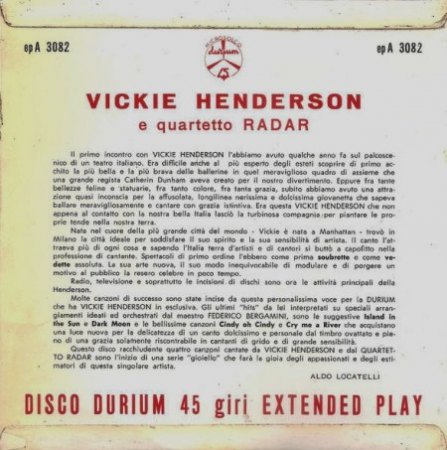 epA 3082
MICROSOLCO
durium
45
epA 3082
VICKIE HENDERSON
e quartetto RADAR
Il primo incontro con VICKIE HENDERSON l'abbiamo avuto qualche anno fa sul palcosce-
nico di un teatro italiano. Era difficile anche al più esperto degli esteti scoprire di primo ac-
chito la più bella e la più brava delle ballerine in quel meraviglioso quadro di assieme che
una grande regista Catherin Dunham aveva creato per il nostro divertimento. Eppure fra tante
bellezze feline e statuarie, fra tanto colore, fra tanta grazia, subito abbiamo avuto una attra-
zione quasi inconscia per la affusolata, longilinea nerissima e dolcissima giovanetta che sapeva
ballare meravigliosamente e cantare con grazia istintiva. Era questa VICKIE HENDERSON che non
appena al contatto con la nostra bella Italia lasciò la turbinosa compagnia per piantare le pro-
prie tende nella nostra terra.
Nata nel cuore della più grande città del mondo - Vickie è nata a Manhattan - trovò in
Milano la città ideale per soddisfare il suo spirito e la sua sensibilità di artista. Il canto l'at-
traeva più di ogni cosa e sapendo l'Italia terra d'artisti e di cantori si buttò a capofitto nella
professione di cantante. Spettacoli di primo ordine l'ebbero come prima soubrette e come ve-
dette assoluta. La sua arte nuova, il suo modo inequivocabile di modulare e di porgere un
motivo al pubblico la resero celebre in poco tempo.
Radio, televisione e soprattutto le incisioni di dischi sono ora le attività principali della
Henderson.
Molte canzoni di successo sono state incise da questa personalissima voce per la DURIUM
che ha VICKIE HENDERSON in esclusiva. Gli ultimi "hits" da lei interpretati su speciali arran-
giamenti ideati ed orchestrati dal maestro FEDERICO BERGAMINI, sono le suggestive Island in
the Sun e Dark Moon e le bellissime canzoni Cindy oh Cindy e Cry me a River che acquistano
una luce nuova per la delicatezza di un canto dolcissimo e personale dal timbro ovattato e pie-
no di una grazia solamente riscontrabile in cantanti di grido e di grande sensibilità.
Questo disco racchiudente quattro canzoni cantate da VICKIE HENDERSON e dal QUARTET-
TO RADAR sono l'inizio di una serie "gioiello" che farà la gioia degli appassionati e degli esti-
matori di questa singolare artista.
ALDO LOCATELLI
DISCO DURIUM 45 giri EXTENDED PLAY